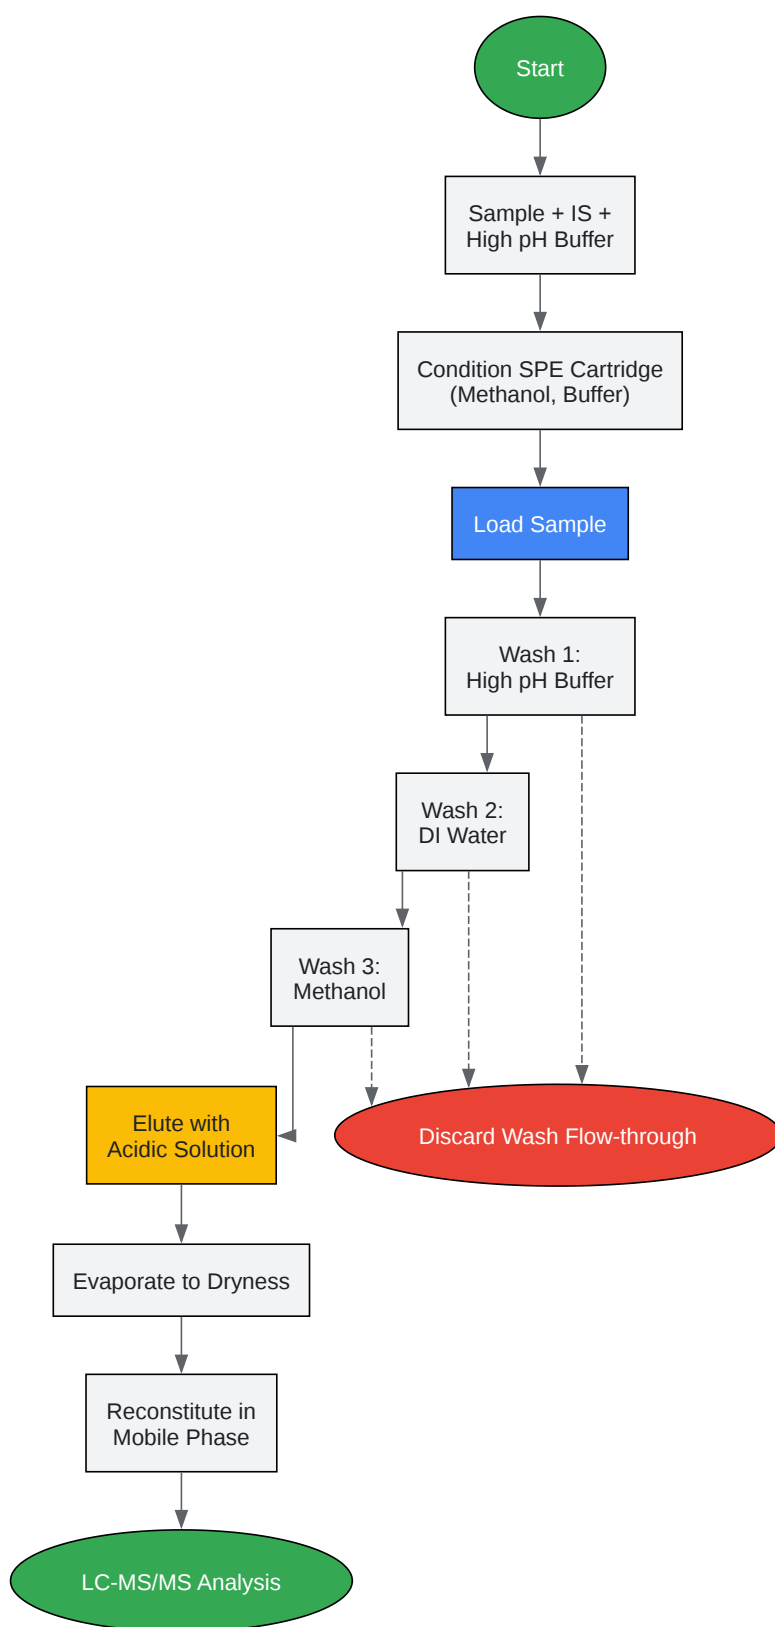 Start
Sample + IS +
High pH Buffer
Condition SPE Cartridge
(Methanol, Buffer)
Load Sample
Wash 1:
High pH Buffer
Wash 2:
DI Water
Wash 3:
Methanol
Elute with
Acidic Solution
Discard Wash Flow-through
Evaporate to Dryness
Reconstitute in
Mobile Phase
LC-MS/MS Analysis